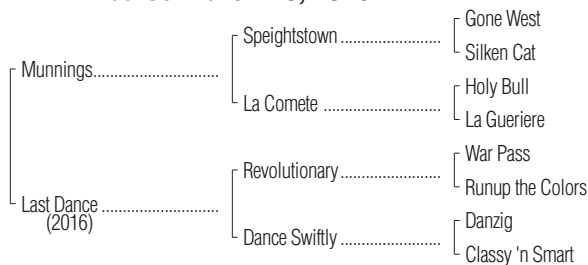 Gone West
Speightstown
Silken Cat
Munnings
Holy Bull
La Comete
La Gueriere
War Pass
Revolutionary
Runup the Colors
Last Dance
(2016)
Danzig
Dance Swiftly
Classy 'n Smart